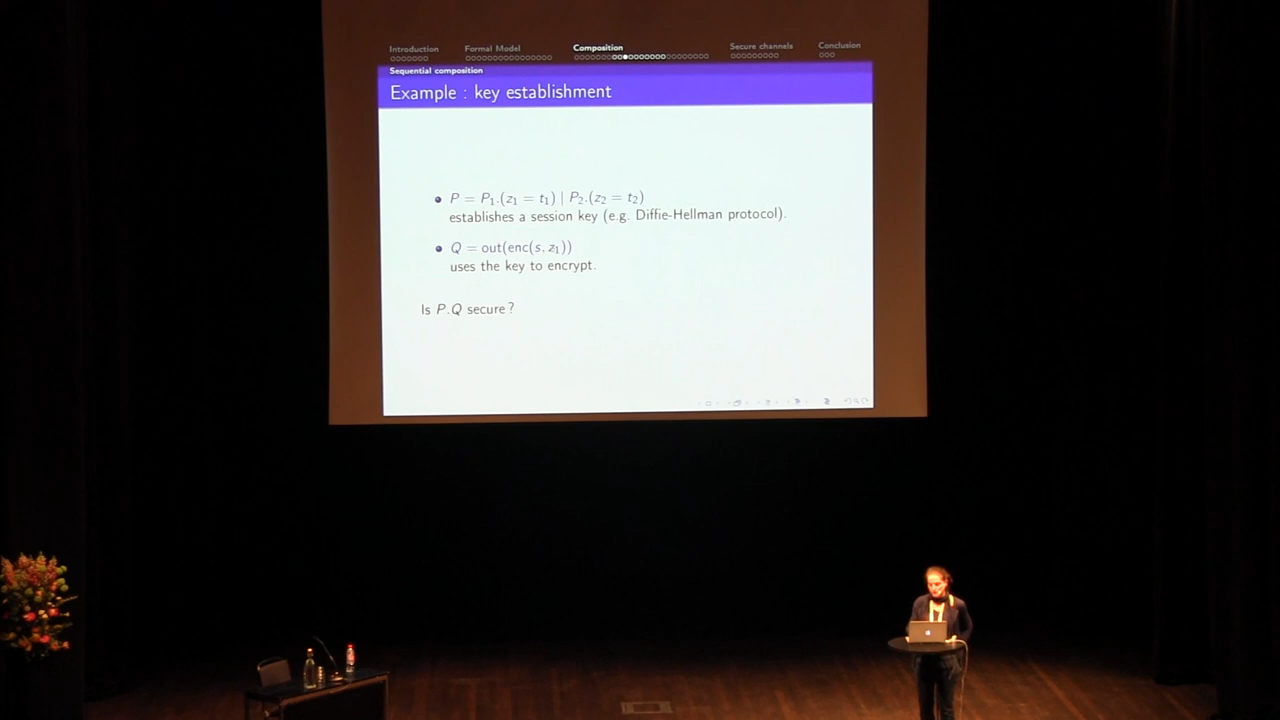 Introduction Formal Model Composition Secure channels Conclusion
Sequential composition
Example : key establishment
P = P₁.(z₁ = t₁) | P₂.(z₂ = t₂)
establishes a session key (e.g. Diffie-Hellman protocol).
Q = out(enc(s, z₁))
uses the key to encrypt.
Is P.Q secure ?